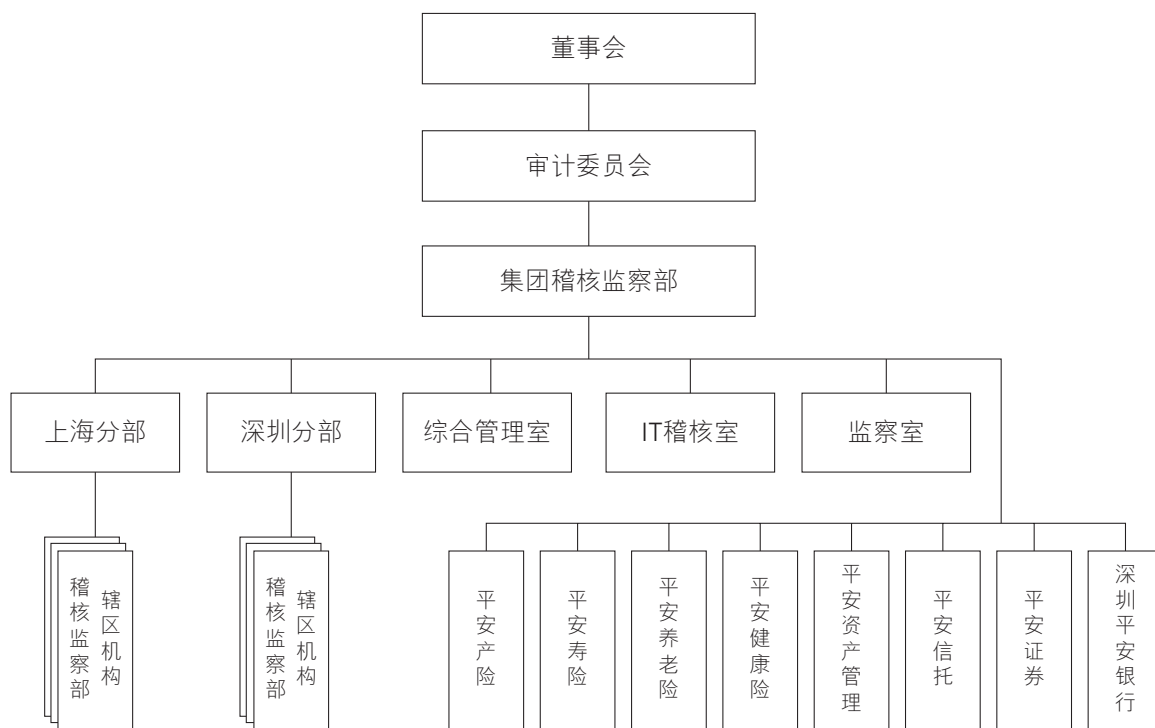 董事会
审计委员会
集团稽核监察部
上海分部
深圳分部
综合管理室
IT稽核室
监察室
辖区机构
稽核监察部
辖区机构
稽核监察部
平安产险
平安寿险
平安养老险
平安健康险
平安资产管理
平安信托
平安证券
深圳平安银行